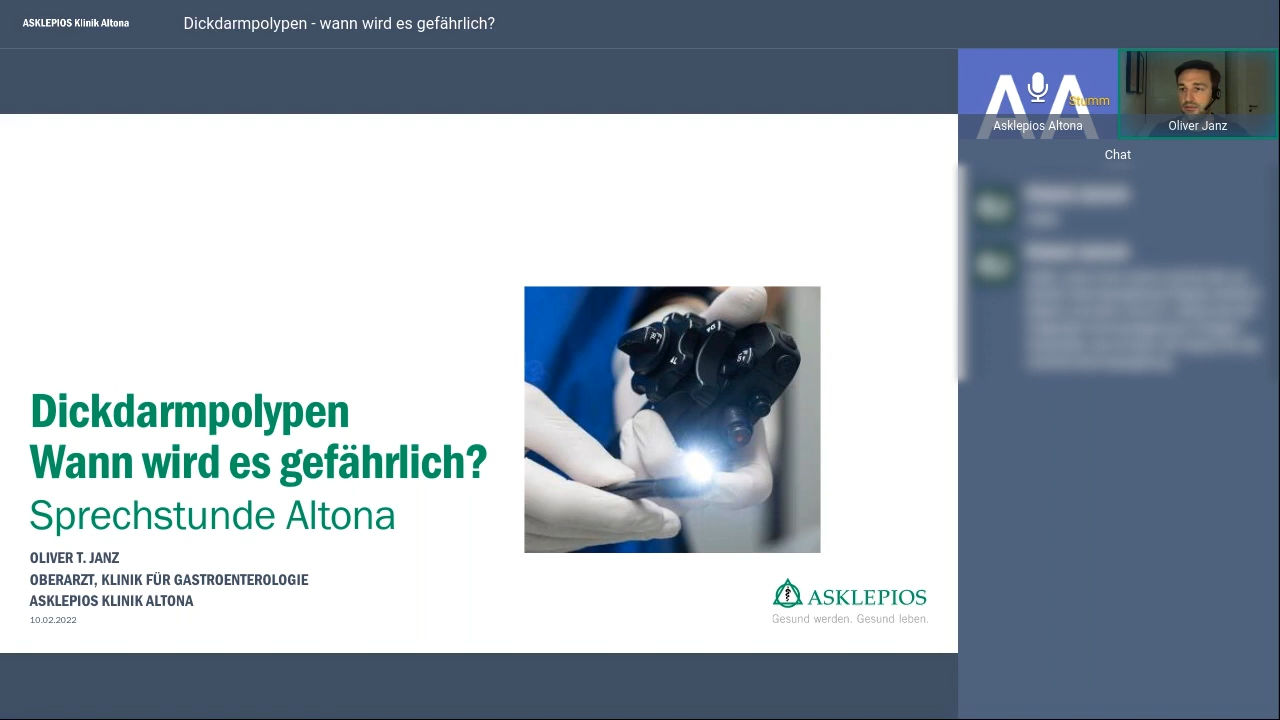 ASKLEPIOS Klinik Altona
Dickdarmpolypen - wann wird es gefährlich?
Stumm
Asklepios Altona
Oliver Janz
Chat
Dickdarmpolypen
Wann wird es gefährlich?
Sprechstunde Altona
OLIVER T. JANZ
OBERARZT, KLINIK FÜR GASTROENTEROLOGIE
ASKLEPIOS KLINIK ALTONA
10.02.2022
ASKLEPIOS
Gesund werden. Gesund leben.